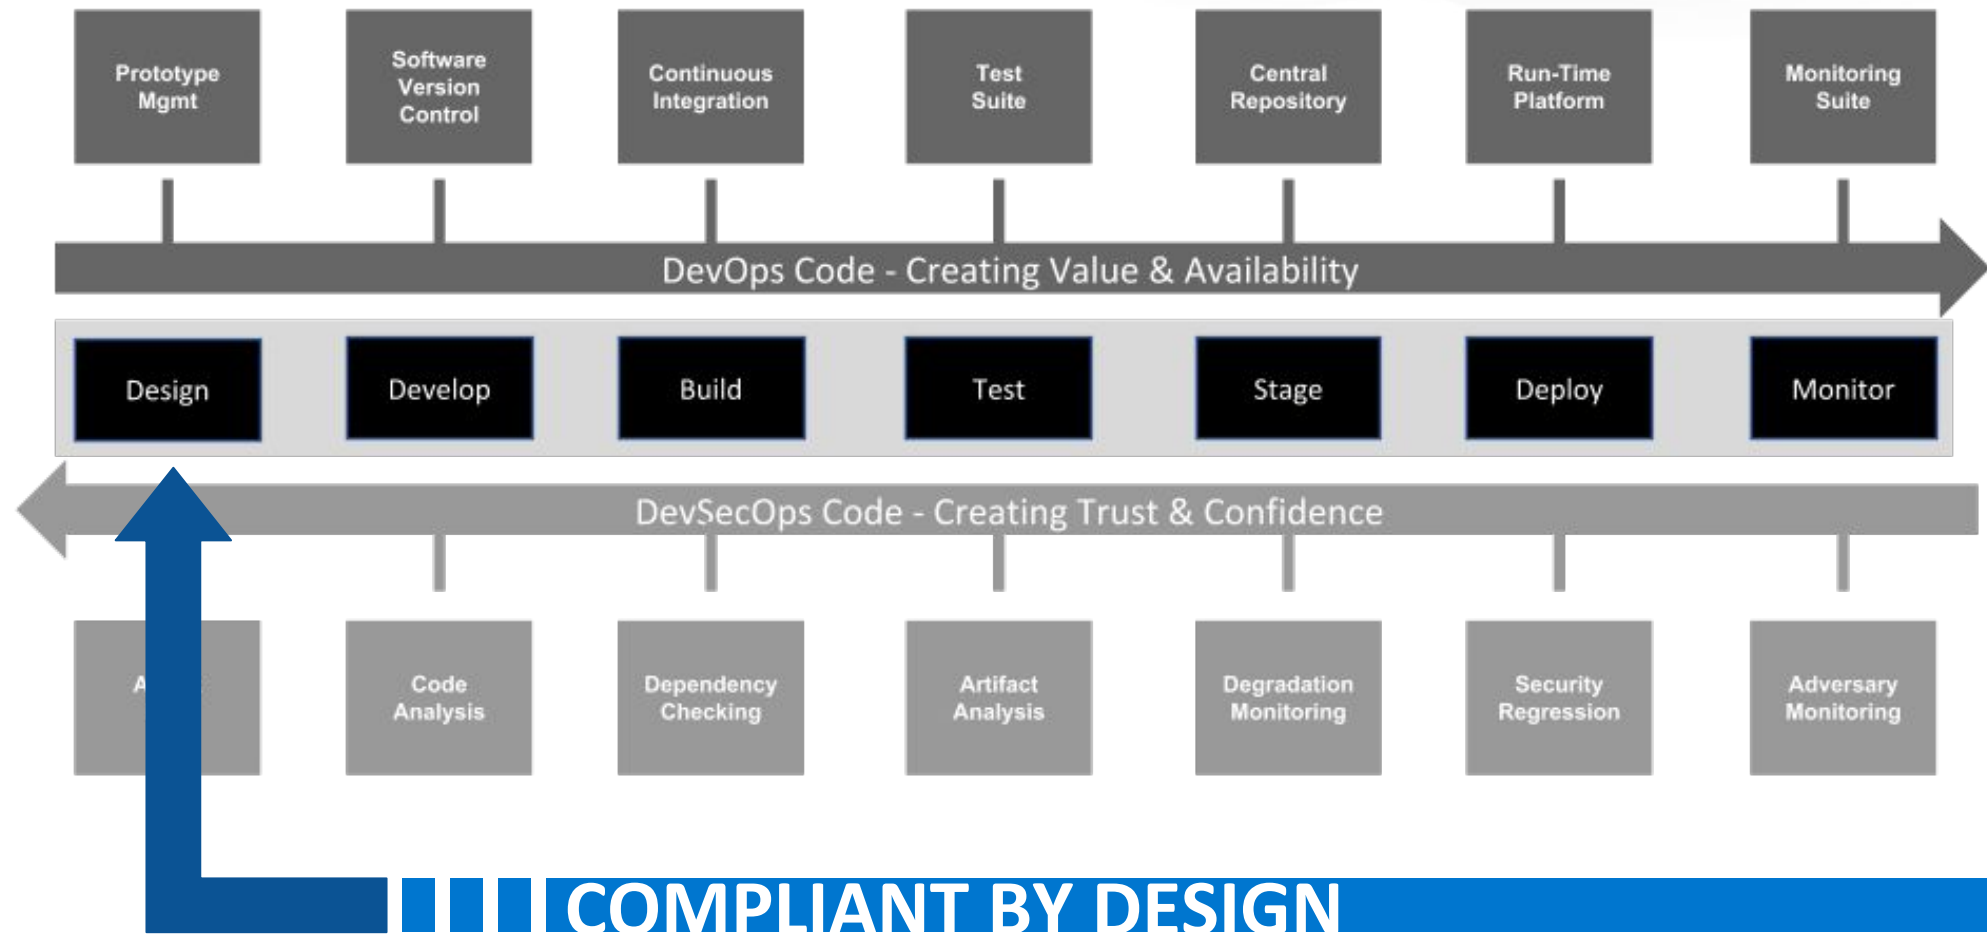 Prototype
Mgmt
Software
Version
Control
Continuous
Integration
Test
Suite
Central
Repository
Run-Time
Platform
Monitoring
Suite
DevOps Code - Creating Value & Availability
Design
Develop
Build
Test
Stage
Deploy
Monitor
DevSecOps Code - Creating Trust & Confidence
Code
Analysis
Dependency
Checking
Artifact
Analysis
Degradation
Monitoring
Security
Regression
Adversary
Monitoring
COMPLIANT BY DESIGN